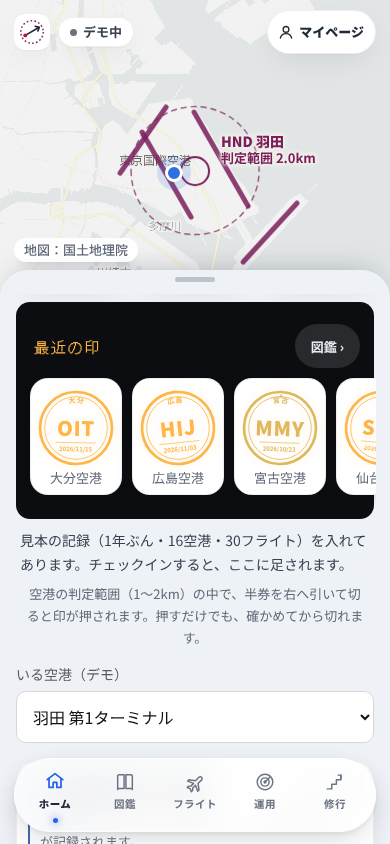 デモ中
マイページ
HND 羽田
判定範囲 2.0km
東京国際空港
多摩川
地図：国土地理院
最近の印
図鑑 ›
大分
OIT
2026/11/15
大分空港
広島
HIJ
2026/11/03
広島空港
宮古
MMY
2026/10/22
宮古空港
見本の記録（1年ぶん・16空港・30フライト）を入れて
あります。チェックインすると、ここに足されます。
空港の判定範囲（1〜2km）の中で、半券を右へ引いて切
ると印が押されます。押すだけでも、確かめてから切れま
す。
いる空港（デモ）
羽田 第1ターミナル
ホーム
図鑑
フライト
運用
修行
が記録されます。